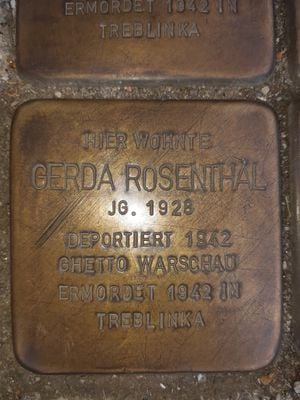 ERMORDET 1942 IN
TREBLINKA
HIER WOHNTE
GERDA ROSENTHAL
JG. 1928
DEPORTIERT 1942
GHETTO WARSCHAU
ERMORDET 1942 IN
TREBLINKA